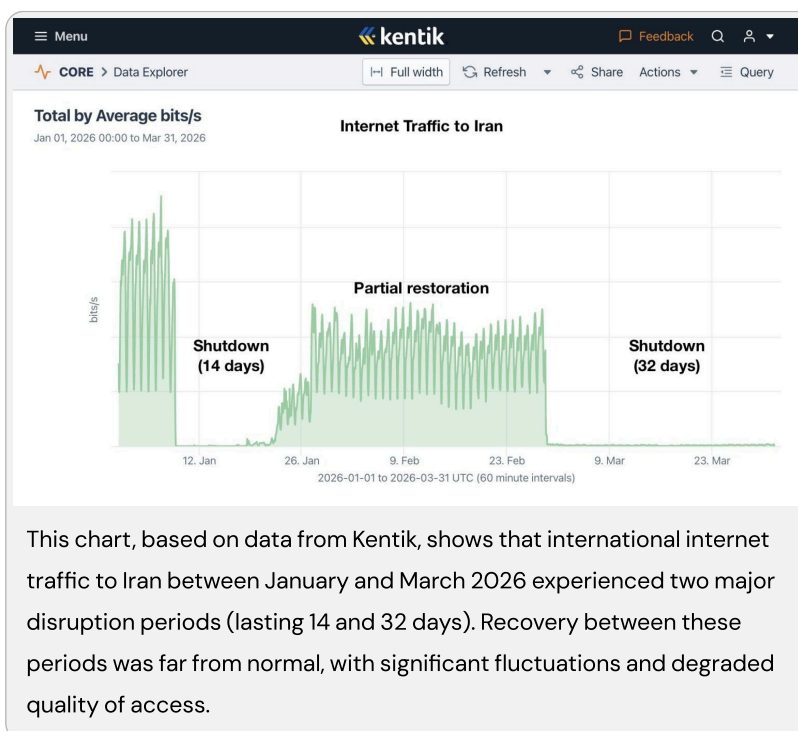 Menu
kentik
Feedback
CORE > Data Explorer
Full width
Refresh
Share
Actions
Query
Total by Average bits/s
Jan 01, 2026 00:00 to Mar 31, 2026
Internet Traffic to Iran
bits/s
Partial restoration
Shutdown
(14 days)
Shutdown
(32 days)
12. Jan
26. Jan
9. Feb
23. Feb
9. Mar
23. Mar
2026-01-01 to 2026-03-31 UTC (60 minute intervals)
This chart, based on data from Kentik, shows that international internet
traffic to Iran between January and March 2026 experienced two major
disruption periods (lasting 14 and 32 days). Recovery between these
periods was far from normal, with significant fluctuations and degraded
quality of access.